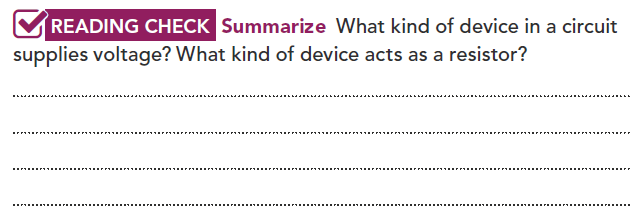 READING CHECK Summarize What kind of device in a circuit
supplies voltage? What kind of device acts as a resistor?